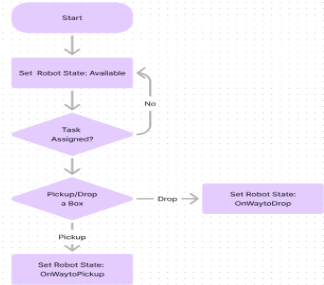 Start
Set Robot State: Available
No
Task
Assigned?
Pickup/Drop
a Box
Drop
Set Robot State:
OnWaytoDrop
Pickup
Set Robot State:
OnWaytoPickup